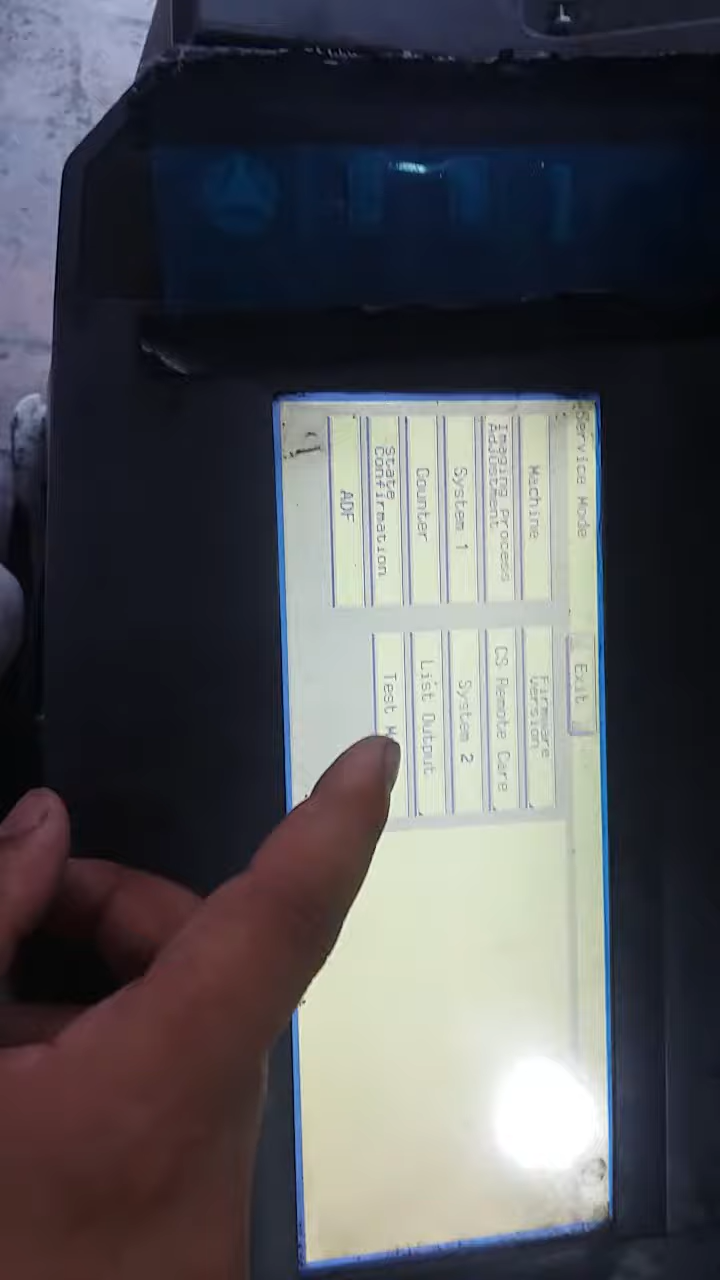 Service Mode
Exit
Machine
Firmware
Version
Imaging Process
Adjustment
CS Remote Care
System 1
System 2
Counter
List Output
State
Confirmation
Test
ADF